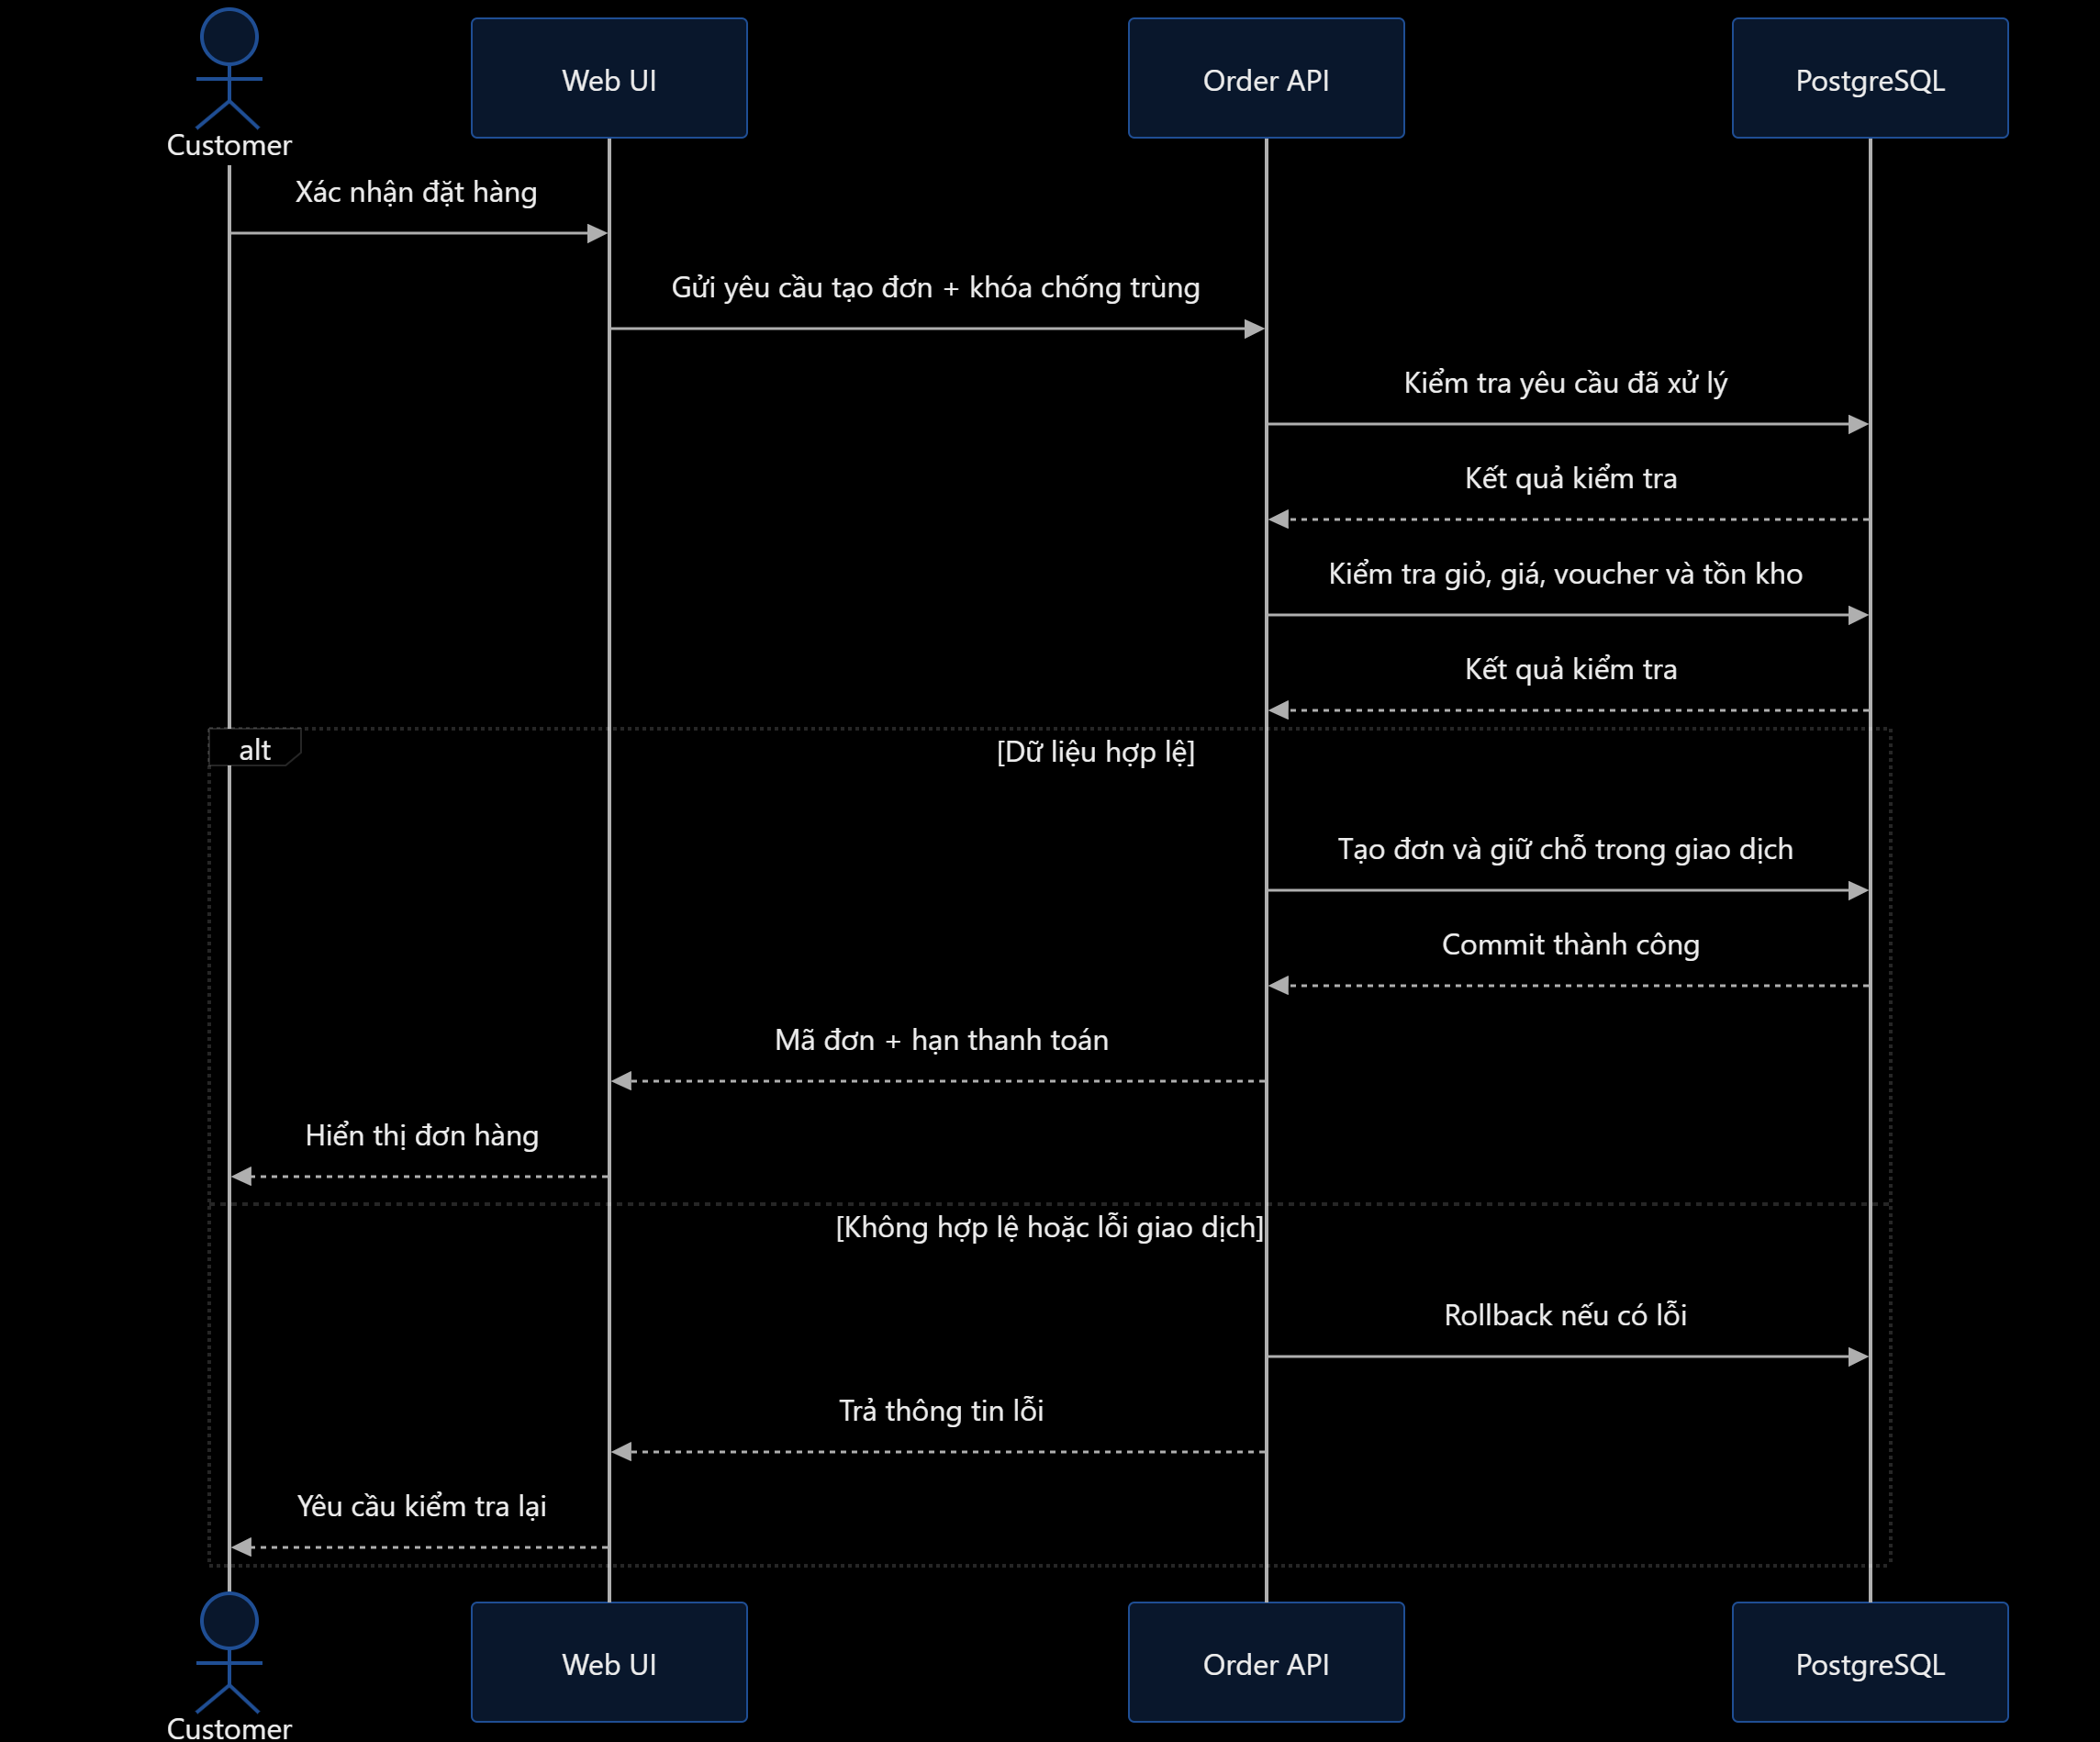 Customer
Web UI
Order API
PostgreSQL
Xác nhận đặt hàng
Gửi yêu cầu tạo đơn + khóa chống trùng
Kiểm tra yêu cầu đã xử lý
Kết quả kiểm tra
Kiểm tra giỏ, giá, voucher và tồn kho
Kết quả kiểm tra
alt
[Dữ liệu hợp lệ]
Tạo đơn và giữ chỗ trong giao dịch
Commit thành công
Mã đơn + hạn thanh toán
Hiển thị đơn hàng
[Không hợp lệ hoặc lỗi giao dịch]
Rollback nếu có lỗi
Trả thông tin lỗi
Yêu cầu kiểm tra lại
Customer
Web UI
Order API
PostgreSQL